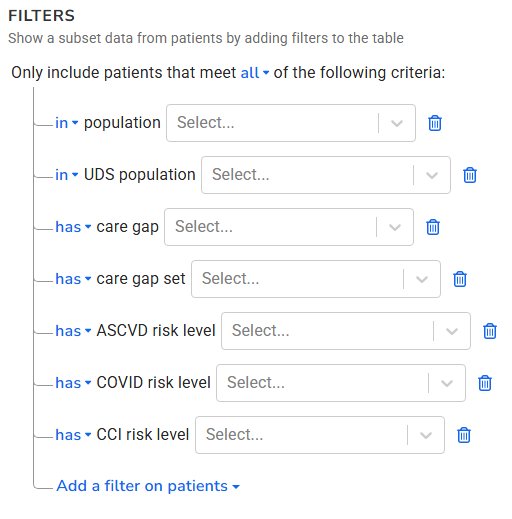 FILTERS
Show a subset data from patients by adding filters to the table
Only include patients that meet all of the following criteria:
in population Select...
in UDS population Select...
has care gap Select...
has care gap set Select...
has ASCVD risk level Select...
has COVID risk level Select...
has CCI risk level Select...
Add a filter on patients